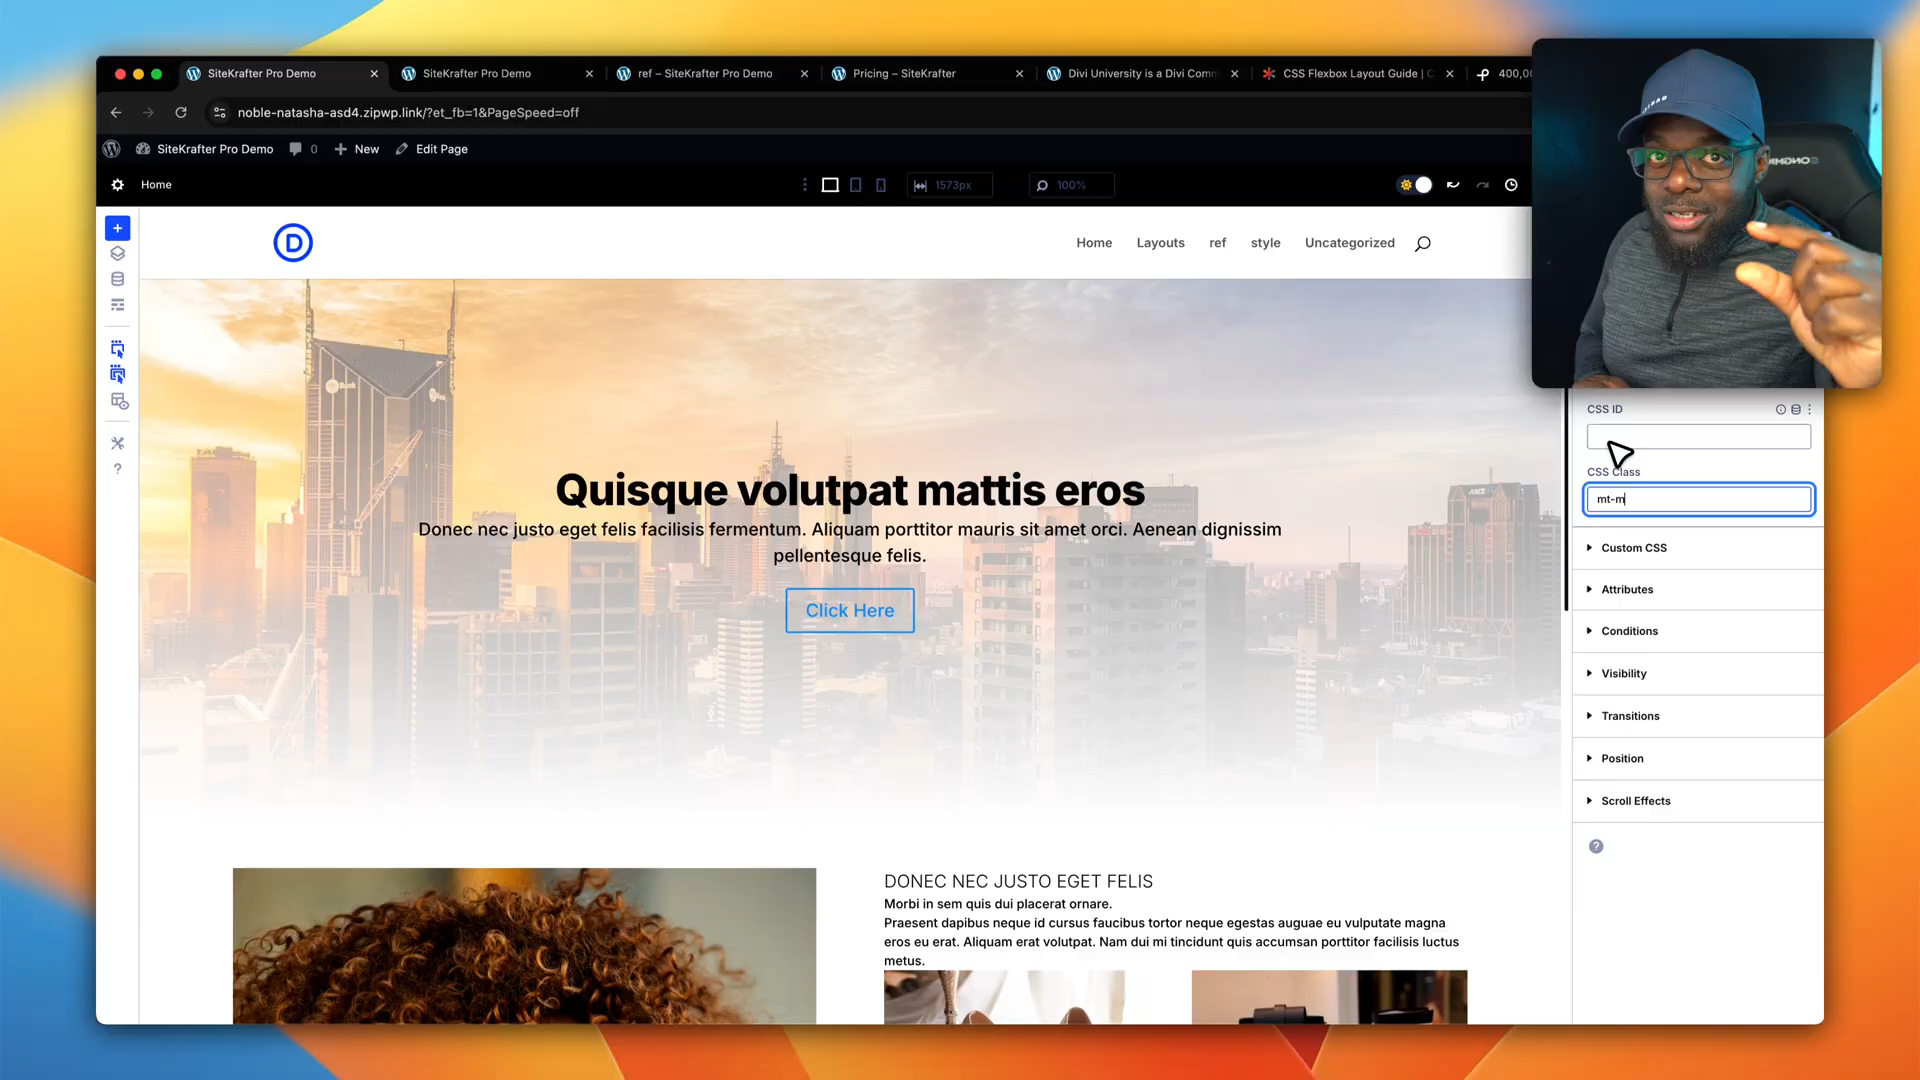 SiteKrafter Pro Demo
SiteKrafter Pro Demo
ref – SiteKrafter Pro Demo
Pricing – SiteKrafter
Divi University is a Divi Comm
CSS Flexbox Layout Guide | C
400,0
noble-natasha-asd4.zipwp.link/?et_fb=1&PageSpeed=off
SiteKrafter Pro Demo
0
New
Edit Page
Home
1573px
100%
D
Home
Layouts
ref
style
Uncategorized
Quisque volutpat mattis eros
Donec nec justo eget felis facilisis fermentum. Aliquam porttitor mauris sit amet orci. Aenean dignissim
pellentesque felis.
Click Here
DONEC NEC JUSTO EGET FELIS
Morbi in sem quis dui placerat ornare.
Praesent dapibus neque id cursus faucibus tortor neque egestas auguae eu vulputate magna
eros eu erat. Aliquam erat volutpat. Nam dui mi tincidunt quis accumsan porttitor facilisis luctus
metus.
CSS ID
CSS Class
mt-m
Custom CSS
Attributes
Conditions
Visibility
Transitions
Position
Scroll Effects